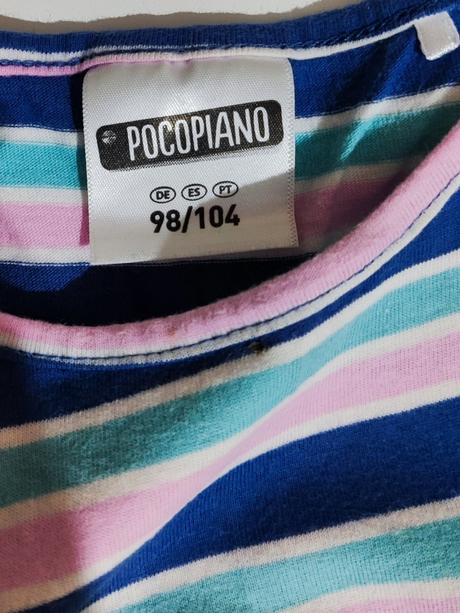 POCOPIANO
DE ES PT
98/104